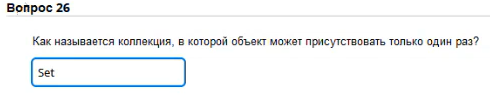 Вопрос 26
Как называется коллекция, в которой объект может присутствовать только один раз?
Set